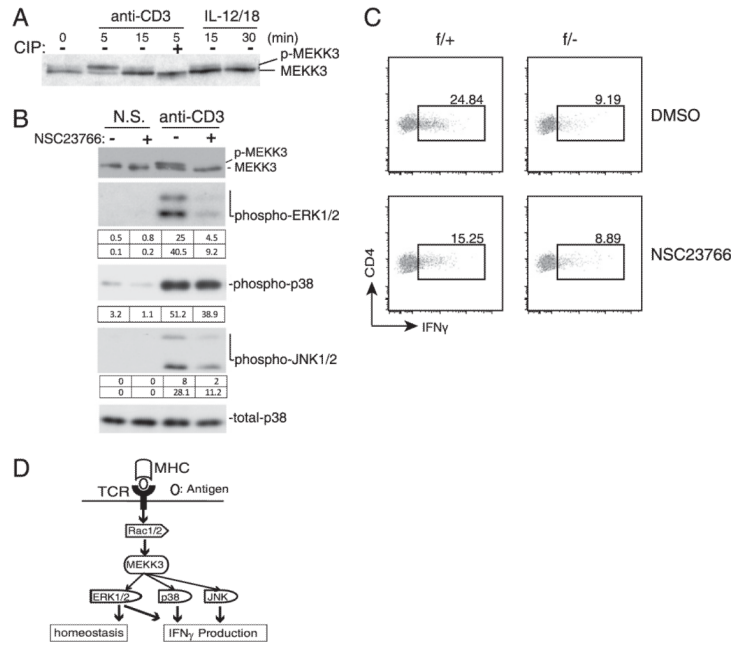 A
anti-CD3 IL-12/18
0 5 15 5 15 30 (min)
CIP: - - - + - -
p-MEKK3
MEKK3
B
N.S. anti-CD3
NSC23766: - + - +
p-MEKK3
-MEKK3
phospho-ERK1/2
0.5 0.8 25 4.5
0.1 0.2 40.5 9.2
-phospho-p38
3.2 1.1 51.2 38.9
phospho-JNK1/2
0 0 8 2
0 0 28.1 11.2
-total-p38
C
f/+ f/-
24.84 9.19
DMSO
15.25 8.89
NSC23766
CD4
IFNγ
D
MHC
O
TCR O: Antigen
Rac1/2
MEKK3
ERK1/2 p38 JNK
homeostasis IFNγ Production